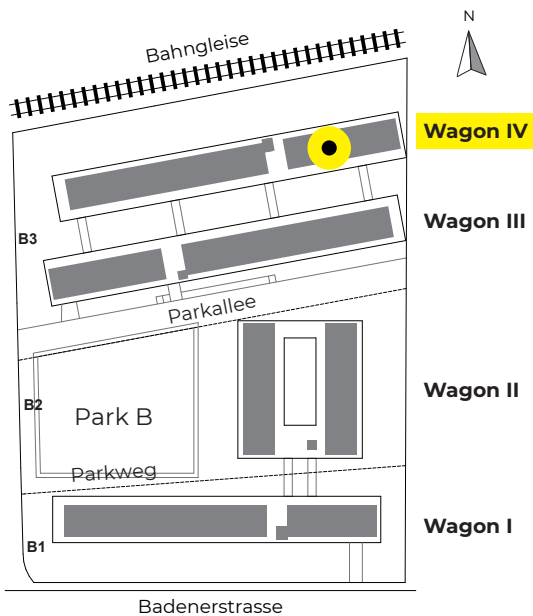 N
Bahngleise
Wagon IV
Wagon III
B3
Parkallee
Wagon II
B2
Park B
Parkweg
Wagon I
B1
Badenerstrasse